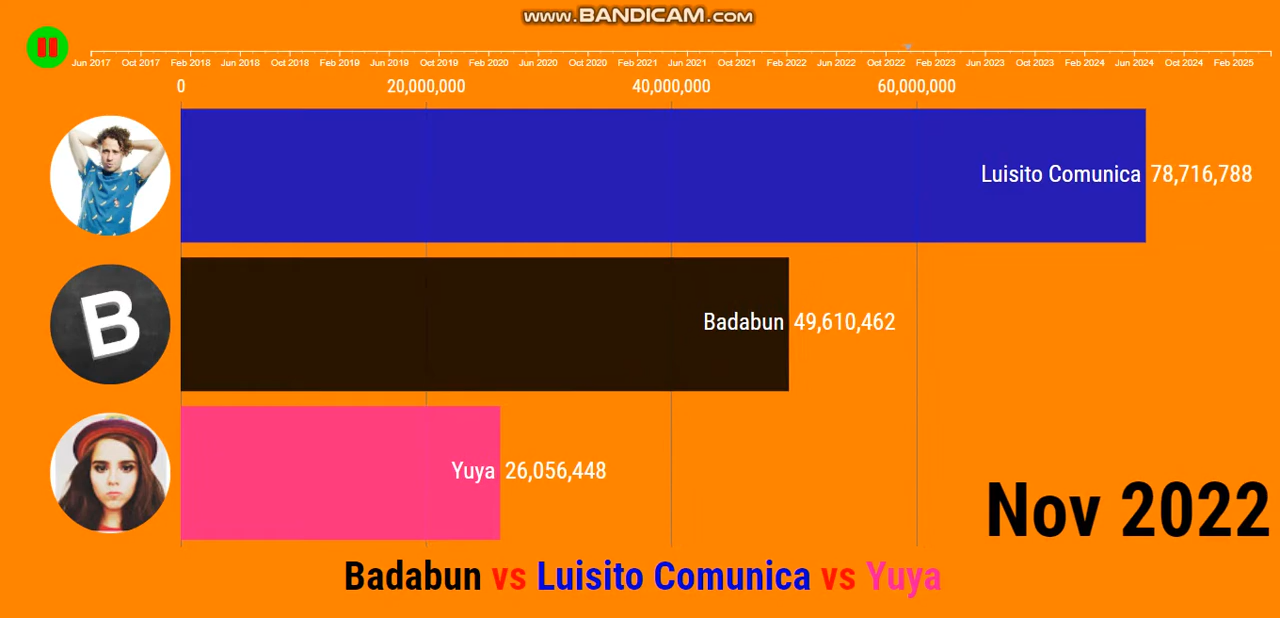 www.BANDICAM.com
Jun 2017 Oct 2017 Feb 2018 Jun 2018 Oct 2018 Feb 2019 Jun 2019 Oct 2019 Feb 2020 Jun 2020 Oct 2020 Feb 2021 Jun 2021 Oct 2021 Feb 2022 Jun 2022 Oct 2022 Feb 2023 Jun 2023 Oct 2023 Feb 2024 Jun 2024 Oct 2024 Feb 2025
0 20,000,000 40,000,000 60,000,000
Luisito Comunica 78,716,788
B
Badabun 49,610,462
Yuya 26,056,448
Nov 2022
Badabun vs Luisito Comunica vs Yuya